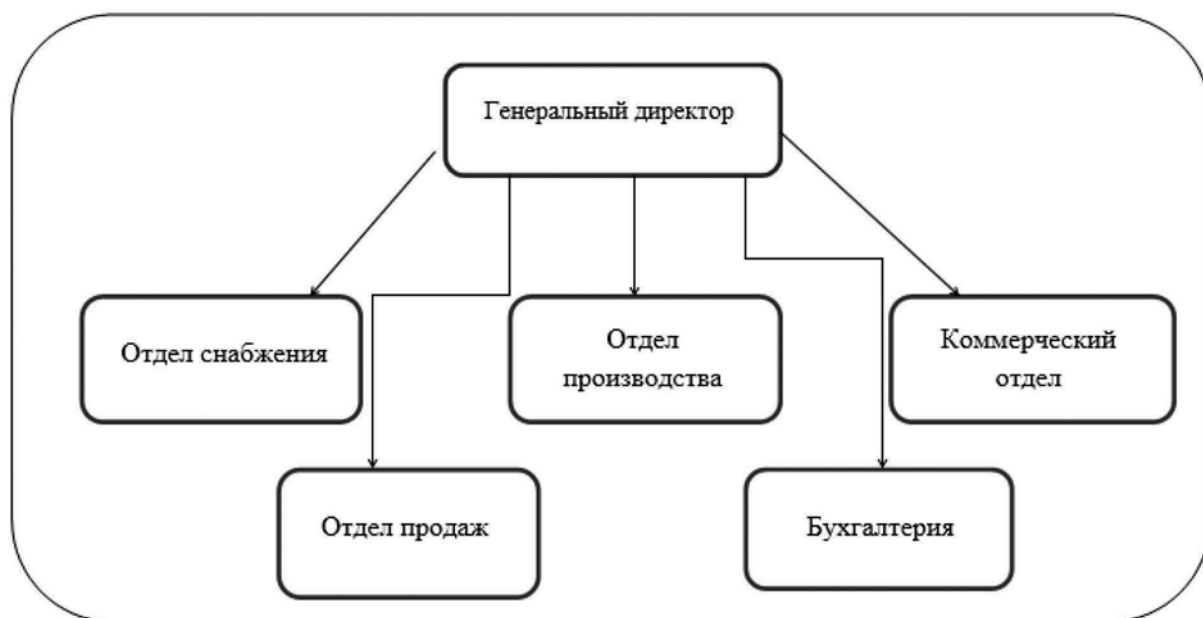 Генеральный директор
Отдел снабжения
Отдел
производства
Коммерческий
отдел
Отдел продаж
Бухгалтерия